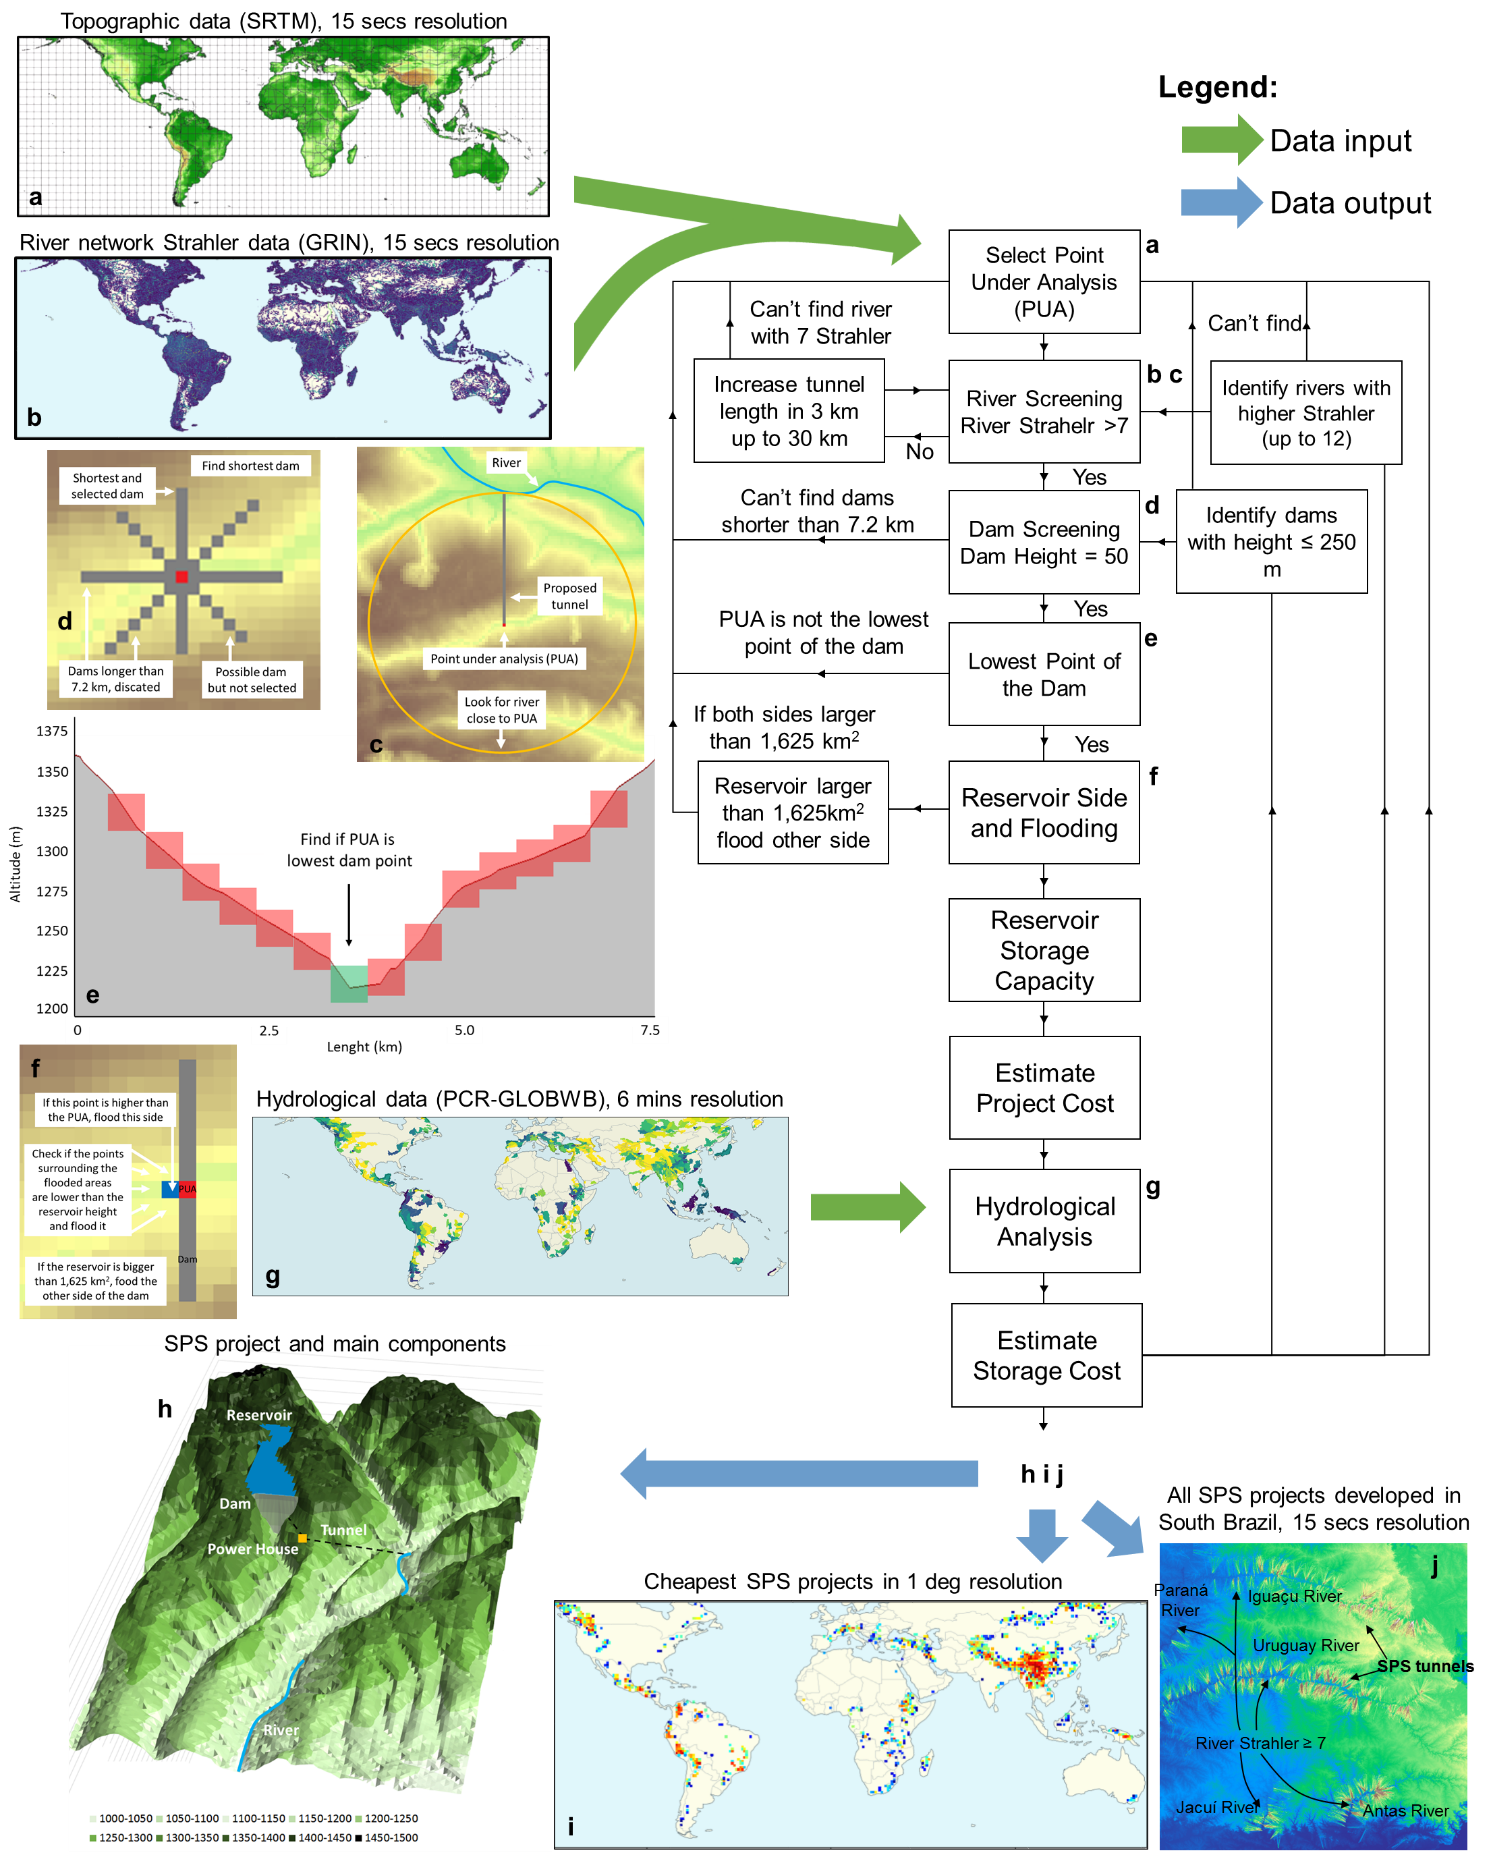 Topographic data (SRTM), 15 secs resolution
a
River network Strahler data (GRIN), 15 secs resolution
b
Legend:
Data input
Data output
Select Point
Under Analysis
(PUA)
a
Can't find river
with 7 Strahler
Can't find
Increase tunnel
length in 3 km
up to 30 km
No
River Screening
River Strahelr >7
b c
Identify rivers with
higher Strahler
(up to 12)
Yes
Can't find dams
shorter than 7.2 km
Dam Screening
Dam Height = 50
d
Identify dams
with height ≤ 250
m
Yes
PUA is not the lowest
point of the dam
Lowest Point of
the Dam
e
Yes
If both sides larger
than 1,625 km²
Reservoir larger
than 1,625km²
flood other side
Reservoir Side
and Flooding
f
Reservoir
Storage
Capacity
Estimate
Project Cost
Hydrological
Analysis
g
Estimate
Storage Cost
h i j
Find shortest dam
Shortest and
selected dam
d
Dams longer than
7.2 km, discated
Possible dam
but not selected
River
Proposed
tunnel
Point under analysis (PUA)
Look for river
close to PUA
c
Altitude (m)
1375
1350
1325
1300
1275
1250
1225
1200
Find if PUA is
lowest dam point
e
0
2.5
5.0
7.5
Lenght (km)
f
If this point is higher than
the PUA, flood this side
Check if the points
surrounding the
flooded areas
are lower than the
reservoir height
and flood it
PUA
Dam
If the reservoir is bigger
than 1,625 km², food the
other side of the dam
Hydrological data (PCR-GLOBWB), 6 mins resolution
g
SPS project and main components
h
Reservoir
Dam
Tunnel
Power House
River
1000-1050
1050-1100
1100-1150
1150-1200
1200-1250
1250-1300
1300-1350
1350-1400
1400-1450
1450-1500
Cheapest SPS projects in 1 deg resolution
i
All SPS projects developed in
South Brazil, 15 secs resolution
j
Paraná
River
Iguaçu River
Uruguay River
SPS tunnels
River Strahler ≥ 7
Jacuí River
Antas River